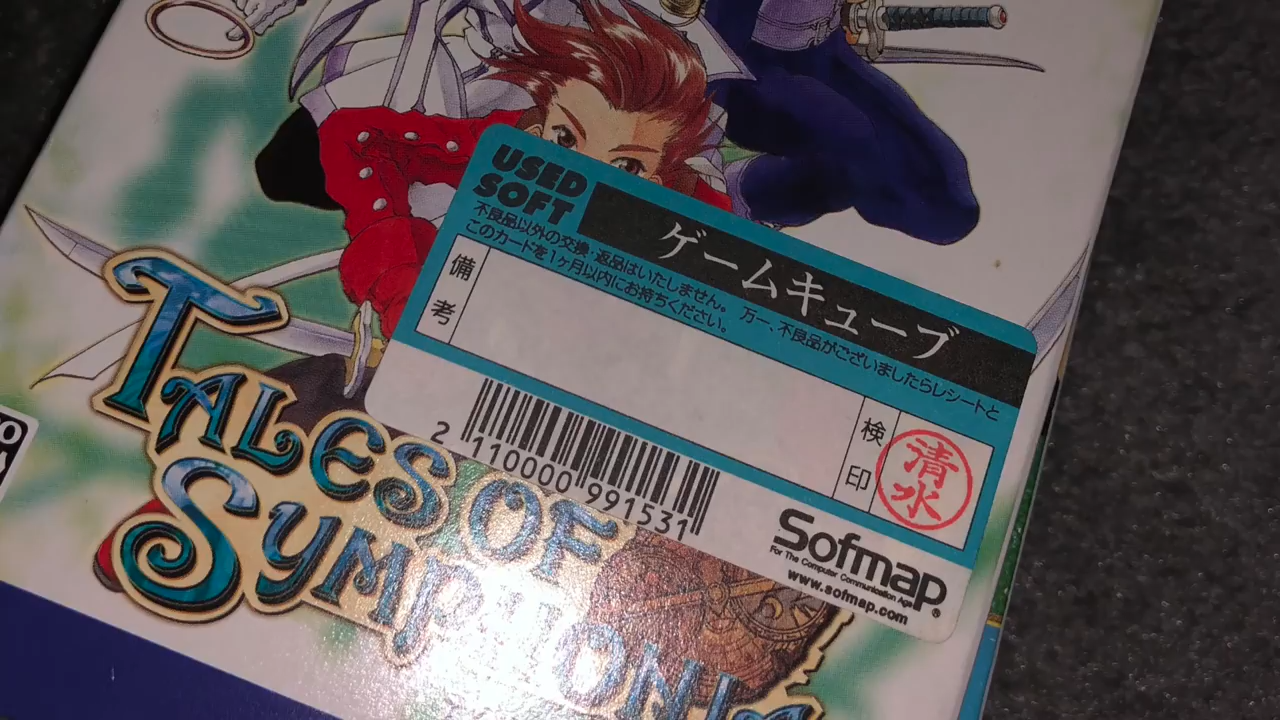 USED
SOFT
ゲームキューブ
不良品以外の交換・返品はいたしません。 万一、不良品がございましたらレシートと
このカードを1ヶ月以内にお持ちください。
備考
検印
清水
2 110000 991531
Sofmap
For The Computer Communication Age
www.sofmap.com
TALES OF
SYMPHONIA